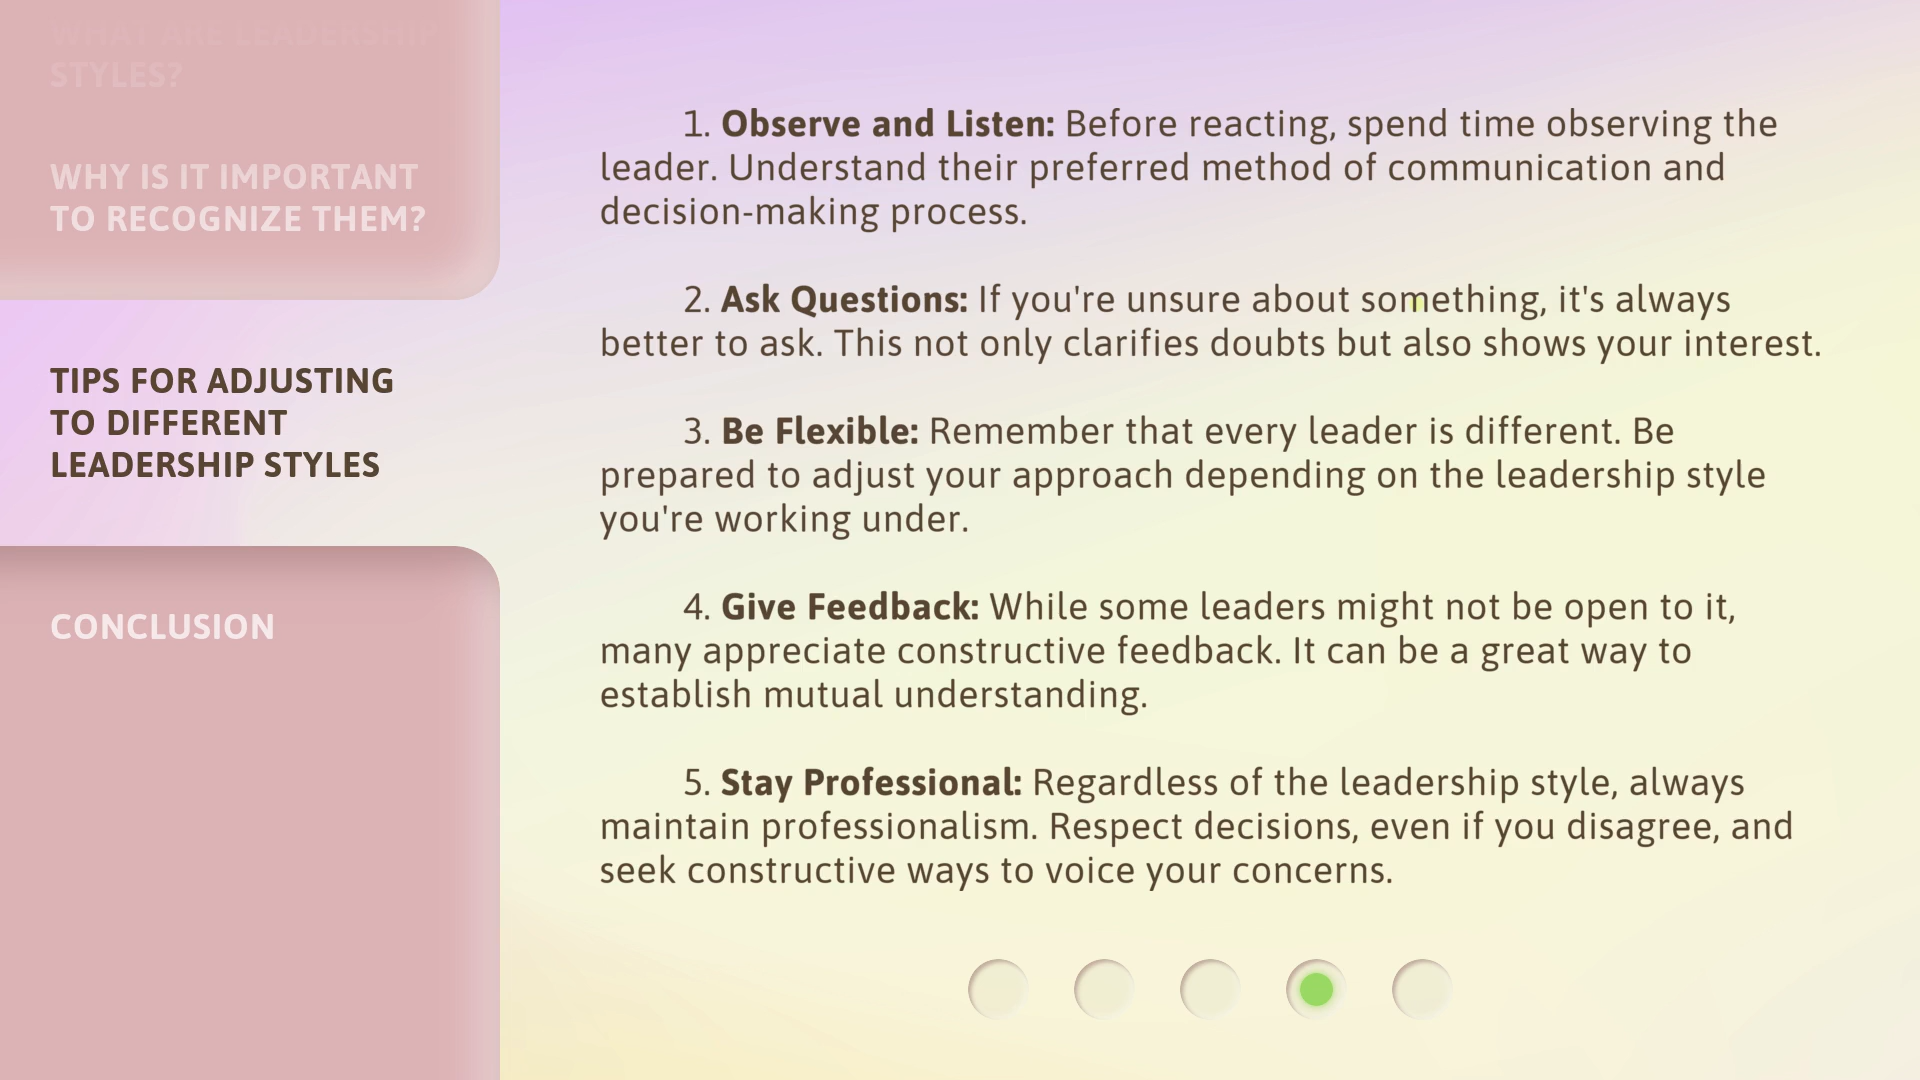 WHAT ARE LEADERSHIP
STYLES?
WHY IS IT IMPORTANT
TO RECOGNIZE THEM?
TIPS FOR ADJUSTING
TO DIFFERENT
LEADERSHIP STYLES
CONCLUSION
1. Observe and Listen: Before reacting, spend time observing the
leader. Understand their preferred method of communication and
decision-making process.
2. Ask Questions: If you're unsure about something, it's always
better to ask. This not only clarifies doubts but also shows your interest.
3. Be Flexible: Remember that every leader is different. Be
prepared to adjust your approach depending on the leadership style
you're working under.
4. Give Feedback: While some leaders might not be open to it,
many appreciate constructive feedback. It can be a great way to
establish mutual understanding.
5. Stay Professional: Regardless of the leadership style, always
maintain professionalism. Respect decisions, even if you disagree, and
seek constructive ways to voice your concerns.